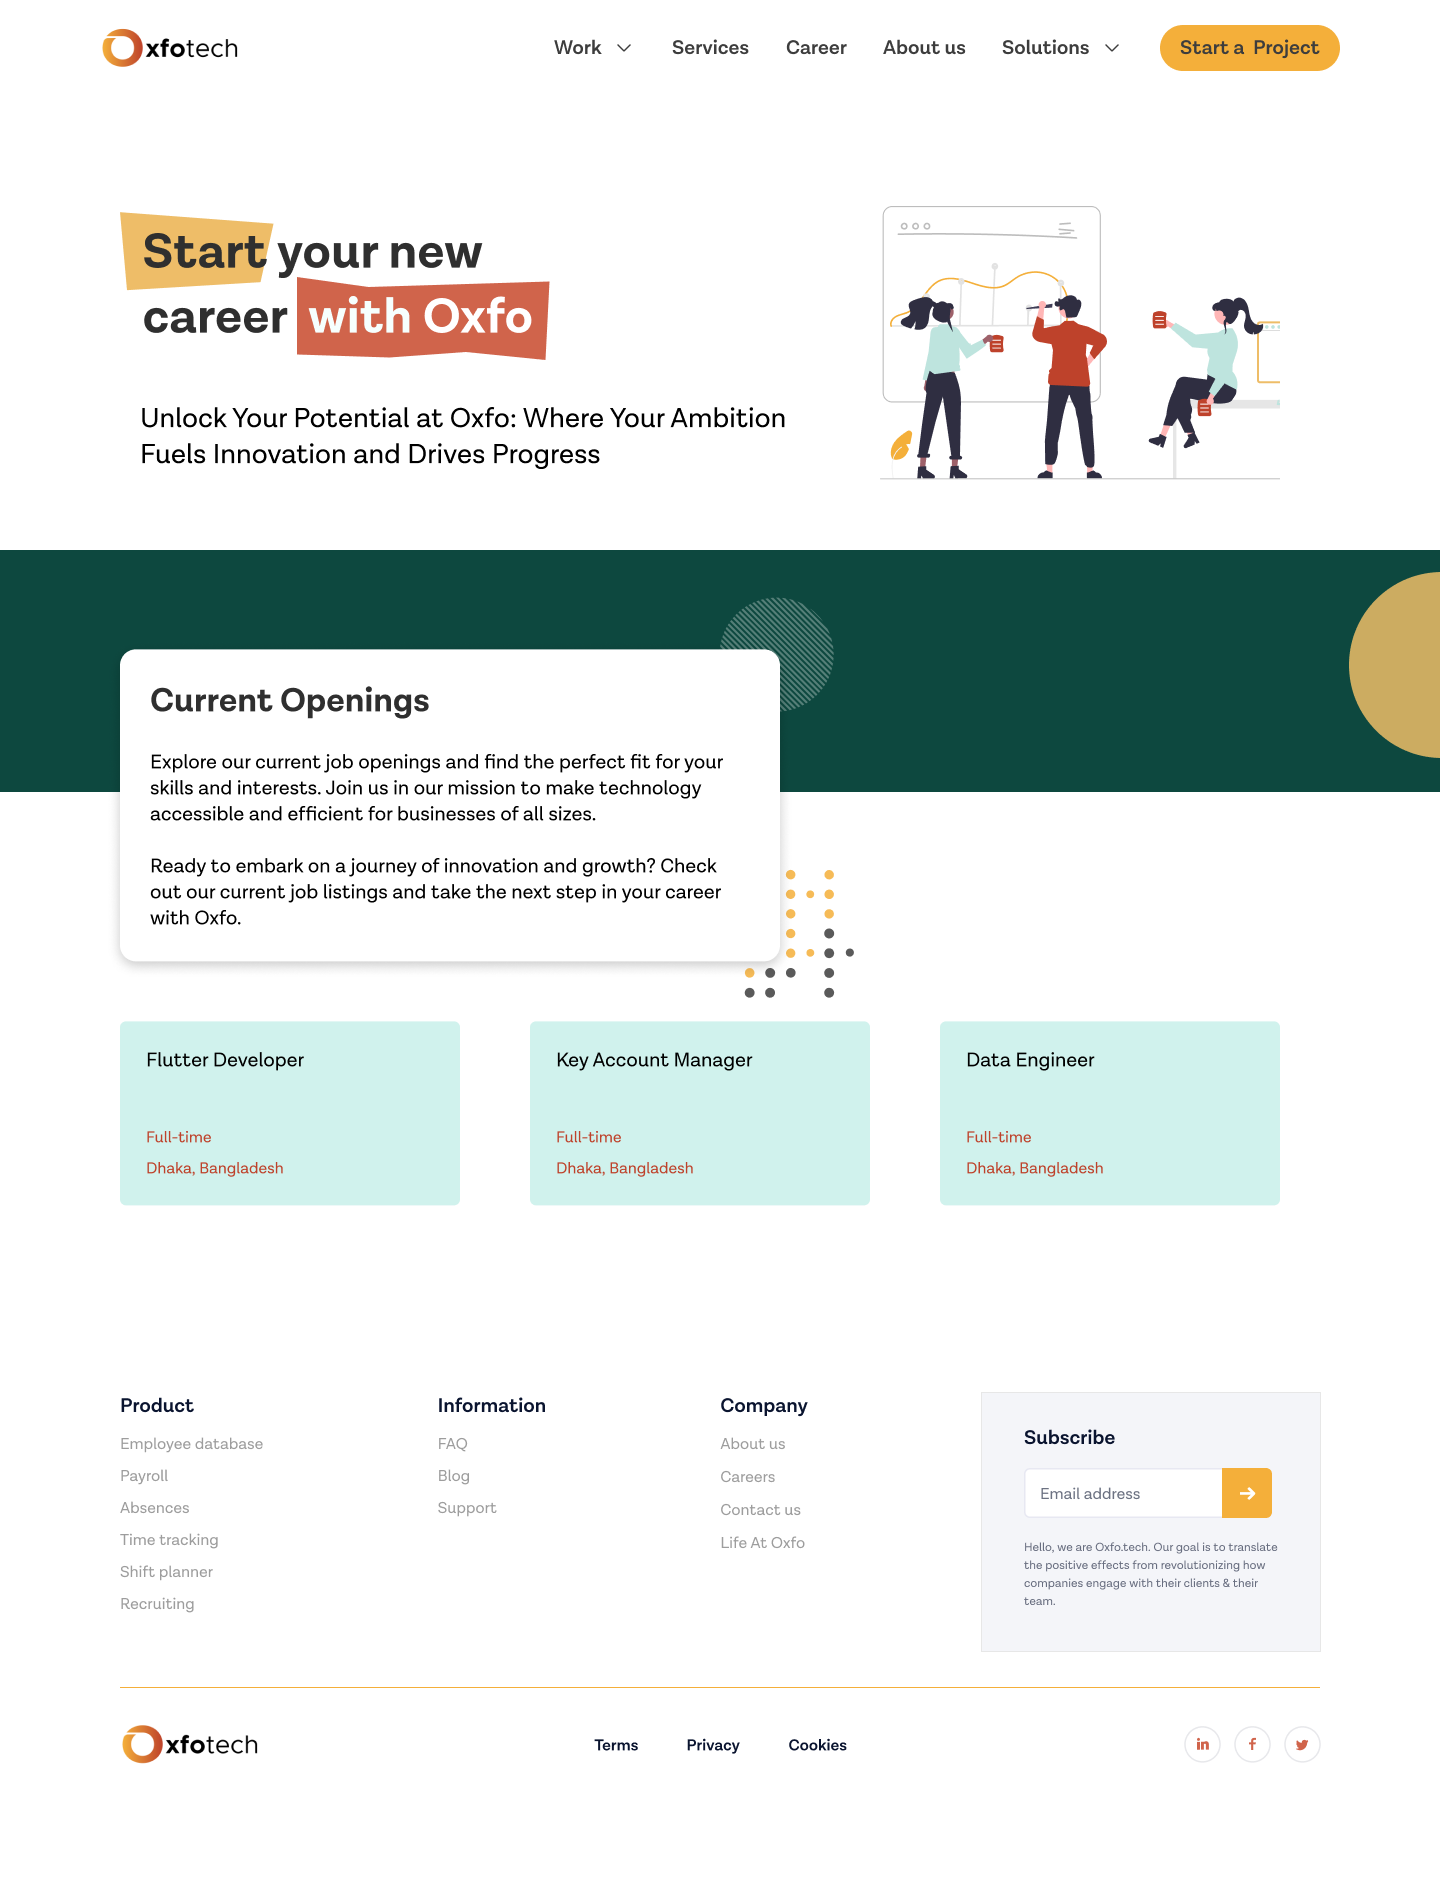 Oxfotech
Work
Services
Career
About us
Solutions
Start a Project
Start your new
career with Oxfo
Unlock Your Potential at Oxfo: Where Your Ambition
Fuels Innovation and Drives Progress
Current Openings
Explore our current job openings and find the perfect fit for your
skills and interests. Join us in our mission to make technology
accessible and efficient for businesses of all sizes.
Ready to embark on a journey of innovation and growth? Check
out our current job listings and take the next step in your career
with Oxfo.
Flutter Developer
Full-time
Dhaka, Bangladesh
Key Account Manager
Full-time
Dhaka, Bangladesh
Data Engineer
Full-time
Dhaka, Bangladesh
Product
Employee database
Payroll
Absences
Time tracking
Shift planner
Recruiting
Information
FAQ
Blog
Support
Company
About us
Careers
Contact us
Life At Oxfo
Subscribe
Email address
Hello, we are Oxfo.tech. Our goal is to translate
the positive effects from revolutionizing how
companies engage with their clients & their
team.
Oxfotech
Terms
Privacy
Cookies